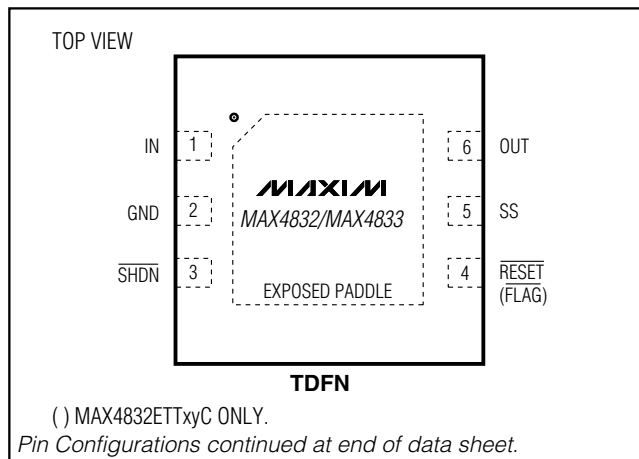 TOP VIEW
IN 1
6 OUT
MAXIM
MAX4832/MAX4833
GND 2
5 SS
SHDN 3
4 RESET
(FLAG)
EXPOSED PADDLE
TDFN
( ) MAX4832ETTxyC ONLY.
Pin Configurations continued at end of data sheet.